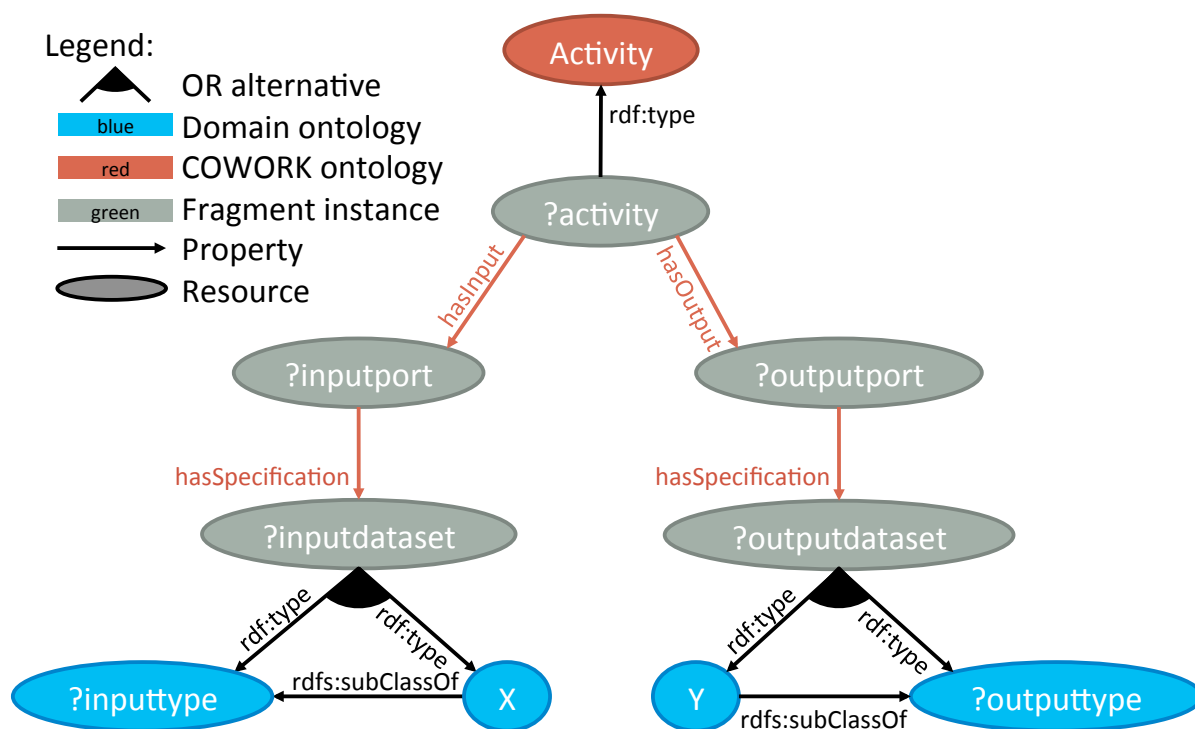 Legend:
OR alternative
blue
Domain ontology
red
COWORK ontology
green
Fragment instance
Property
Resource
Activity
rdf:type
?activity
hasInput
hasOutput
?inputport
?outputport
hasSpecification
hasSpecification
?inputdataset
?outputdataset
rdf:type
rdf:type
rdf:type
rdf:type
?inputtype
rdfs:subClassOf
X
Y
rdfs:subClassOf
?outputtype